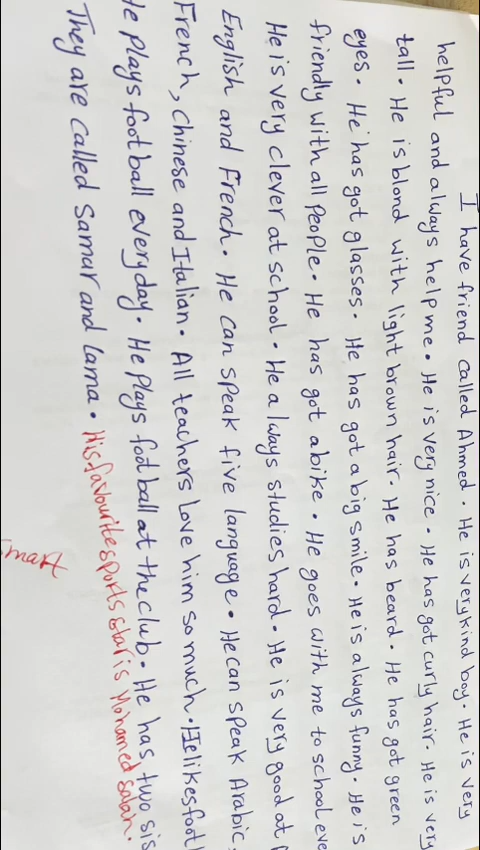 I have friend called Ahmed. He is very kind boy. He is very
helpful and always help me. He is very nice. He has got curly hair. He is very
tall. He is blond with light brown hair. He has beard. He has got green
eyes. He has got glasses. He has got a big smile. He is always funny. He is
friendly with all people. He has got a bike. He goes with me to school eve
He is very clever at school. He always studies hard. He is very good at
English and French. He can speak five language. He can speak Arabic,
French, chinese and Italian. All teachers Love him so much. He likes foot
He plays football everyday. He plays football at the club. He has two sis
They are called Samar and Lama. His favourite sports star is Mohamed Salah.
mart